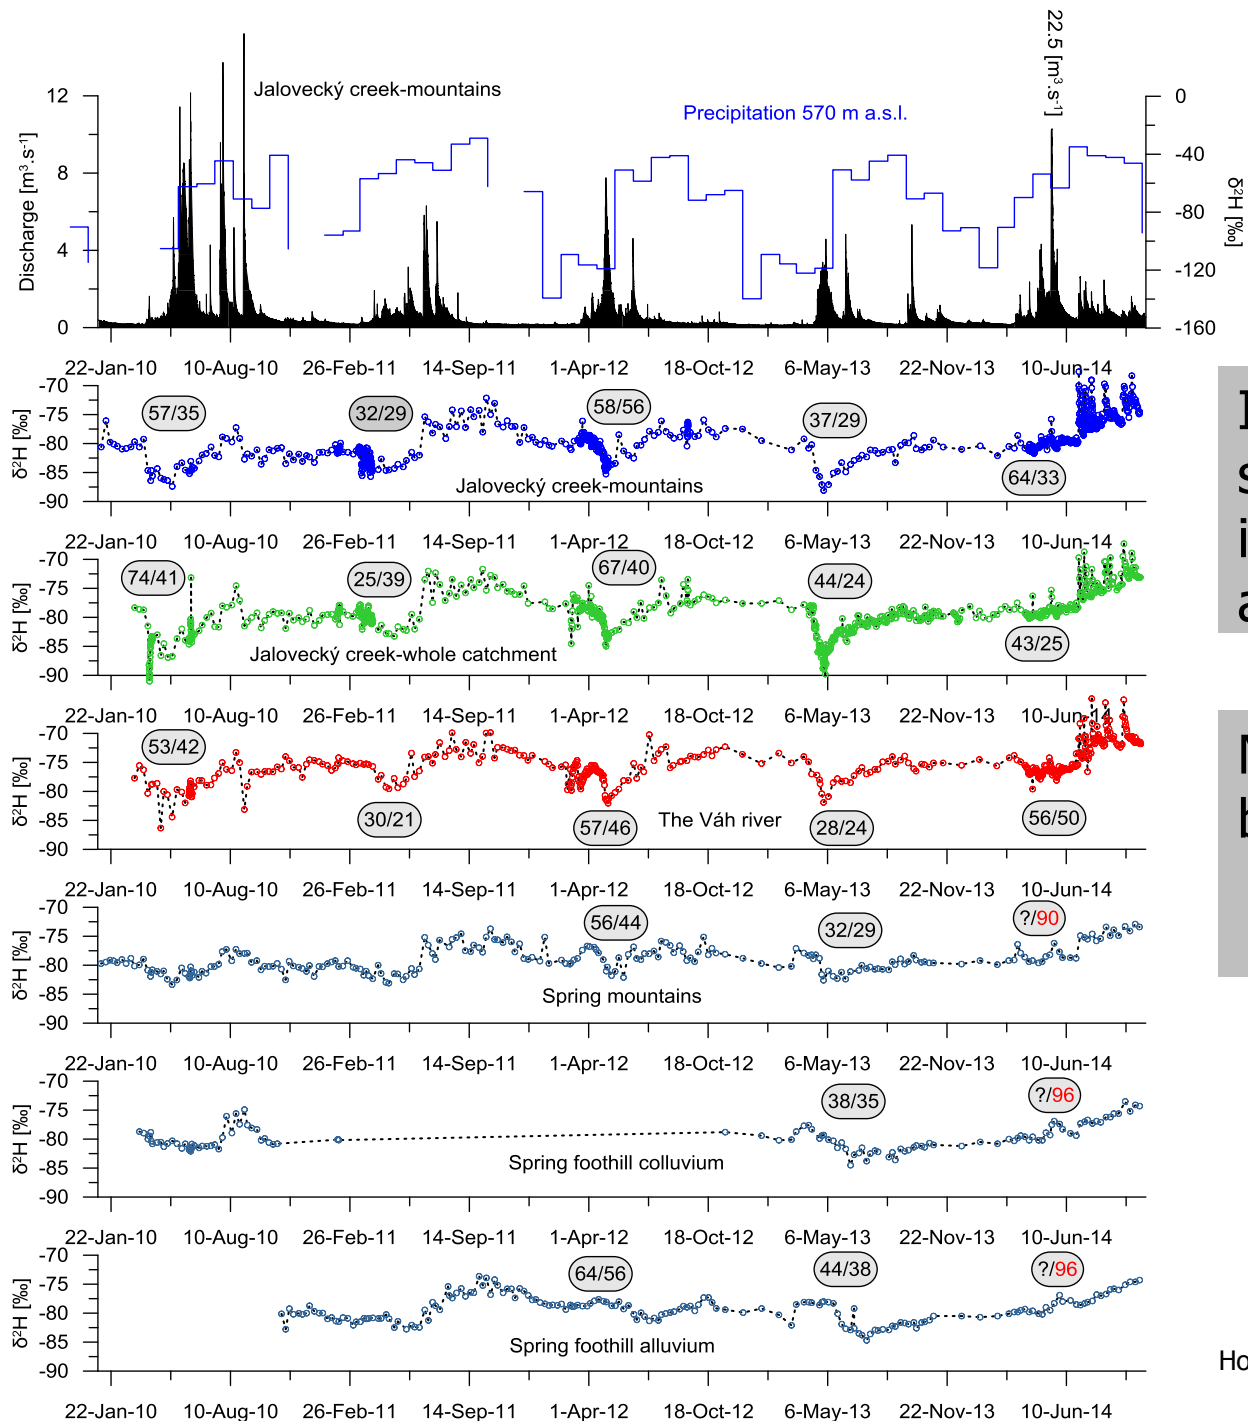 22.5 [m³.s⁻¹]
Jalovecký creek-mountains
12
0
Precipitation 570 m a.s.l.
8
-40
Discharge [m³.s⁻¹]
δ²H [‰]
-80
4
-120
0
-160
22-Jan-10 10-Aug-10 26-Feb-11 14-Sep-11 1-Apr-12 18-Oct-12 6-May-13 22-Nov-13 10-Jun-14
-70
57/35 32/29 58/56 37/29
-75
δ²H [‰]
-80
64/33
-85
Jalovecký creek-mountains
-90
22-Jan-10 10-Aug-10 26-Feb-11 14-Sep-11 1-Apr-12 18-Oct-12 6-May-13 22-Nov-13 10-Jun-14
-70
74/41 25/39 67/40 44/24
-75
δ²H [‰]
-80
43/25
-85
Jalovecký creek-whole catchment
-90
22-Jan-10 10-Aug-10 26-Feb-11 14-Sep-11 1-Apr-12 18-Oct-12 6-May-13 22-Nov-13 10-Jun-14
-70
53/42
-75
δ²H [‰]
-80
30/21 57/46 The Váh river 28/24 56/50
-85
-90
22-Jan-10 10-Aug-10 26-Feb-11 14-Sep-11 1-Apr-12 18-Oct-12 6-May-13 22-Nov-13 10-Jun-14
-70
56/44 32/29 ?/90
-75
δ²H [‰]
-80
-85
Spring mountains
-90
22-Jan-10 10-Aug-10 26-Feb-11 14-Sep-11 1-Apr-12 18-Oct-12 6-May-13 22-Nov-13 10-Jun-14
-70
38/35 ?/96
-75
δ²H [‰]
-80
-85
Spring foothill colluvium
-90
22-Jan-10 10-Aug-10 26-Feb-11 14-Sep-11 1-Apr-12 18-Oct-12 6-May-13 22-Nov-13 10-Jun-14
-70
64/56 44/38 ?/96
-75
δ²H [‰]
-80
-85
Spring foothill alluvium
-90
Ho
22-Jan-10 10-Aug-10 26-Feb-11 14-Sep-11 1-Apr-12 18-Oct-12 6-May-13 22-Nov-13 10-Jun-14